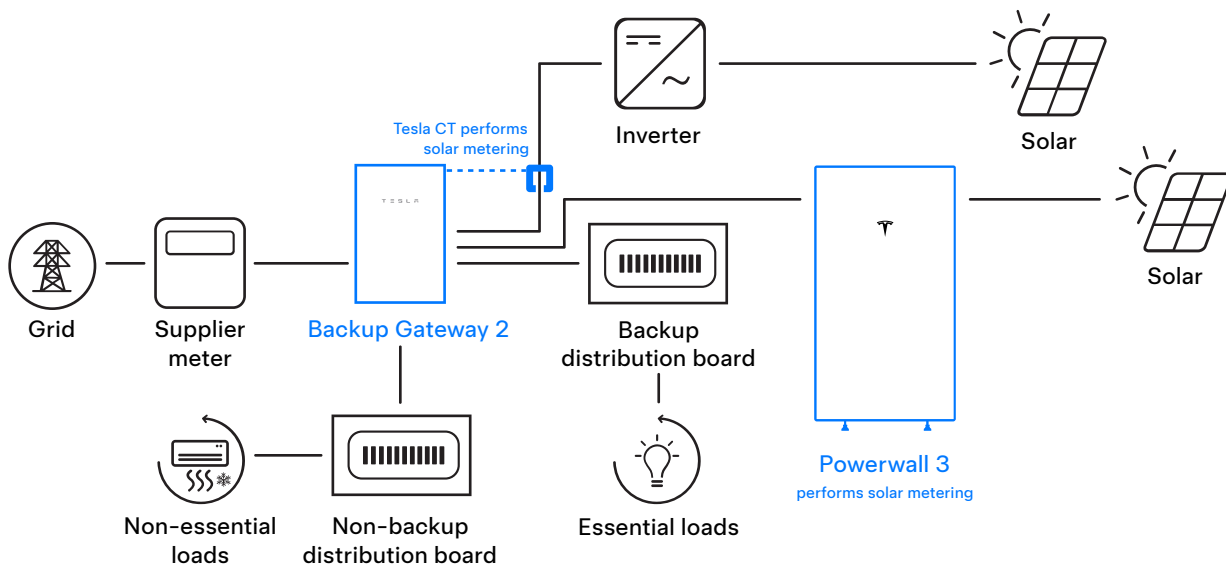 Tesla CT performs
solar metering
Inverter
Solar
TESLA
Solar
Grid
Supplier
meter
Backup Gateway 2
Backup
distribution board
Powerwall 3
performs solar metering
Non-essential
loads
Non-backup
distribution board
Essential loads